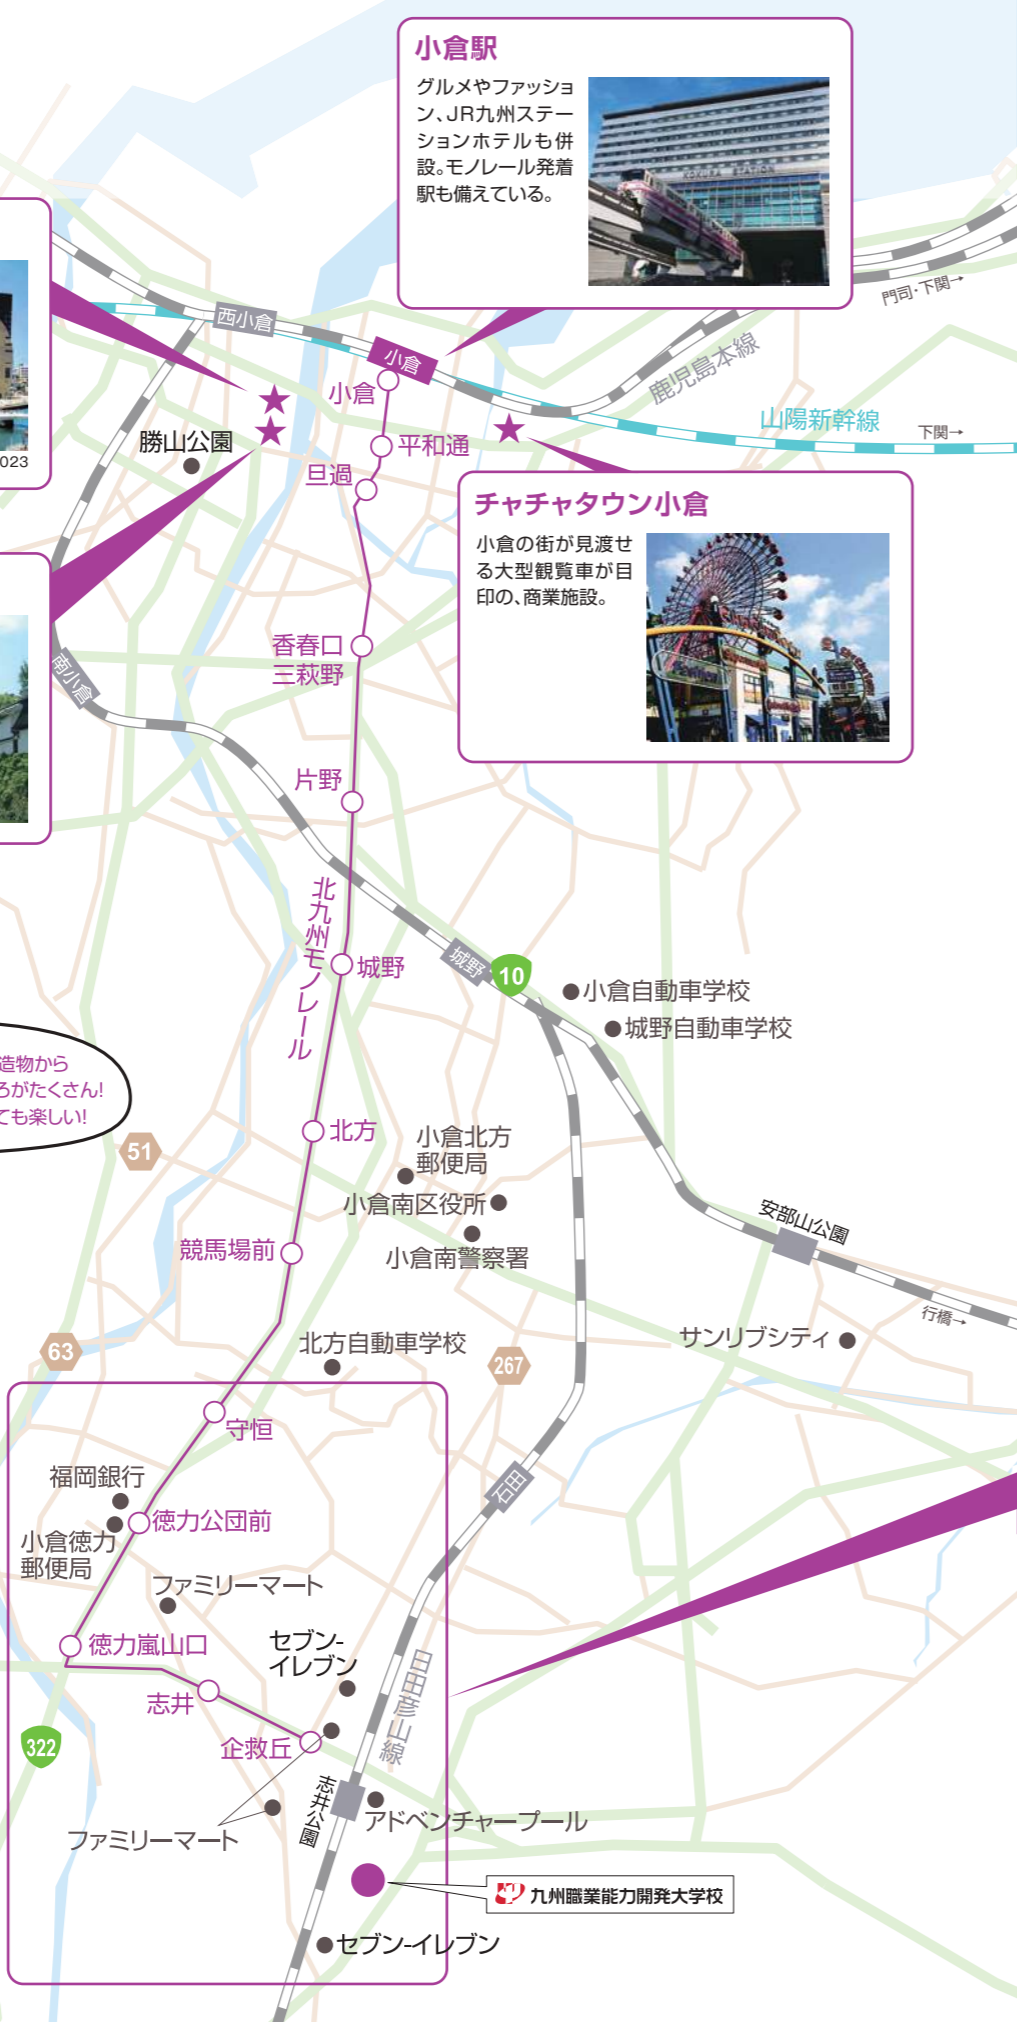 小倉駅
グルメやファッショ
ン、JR九州ステー
ションホテルも併
設。モノレール発着
駅も備えている。
KOKURA STATION
門司・下関→
西小倉
小倉
鹿児島本線
小倉
山陽新幹線
下関→
勝山公園
平和通
023
旦過
チャチャタウン小倉
小倉の街が見渡せ
る大型観覧車が目
印の、商業施設。
香春口
三萩野
南小倉
片野
北九州モノレール
城野
城野
10
小倉自動車学校
城野自動車学校
造物から
ろがたくさん!
ても楽しい!
51
北方
小倉北方
郵便局
小倉南区役所
小倉南警察署
安部山公園
競馬場前
行橋→
63
北方自動車学校
267
サンリブシティ
守恒
福岡銀行
石田
徳力公団前
小倉徳力
郵便局
ファミリーマート
徳力嵐山口
セブン-
イレブン
日田彦山線
志井
企救丘
322
志井公園
アドベンチャープール
ファミリーマート
九州職業能力開発大学校
セブン-イレブン